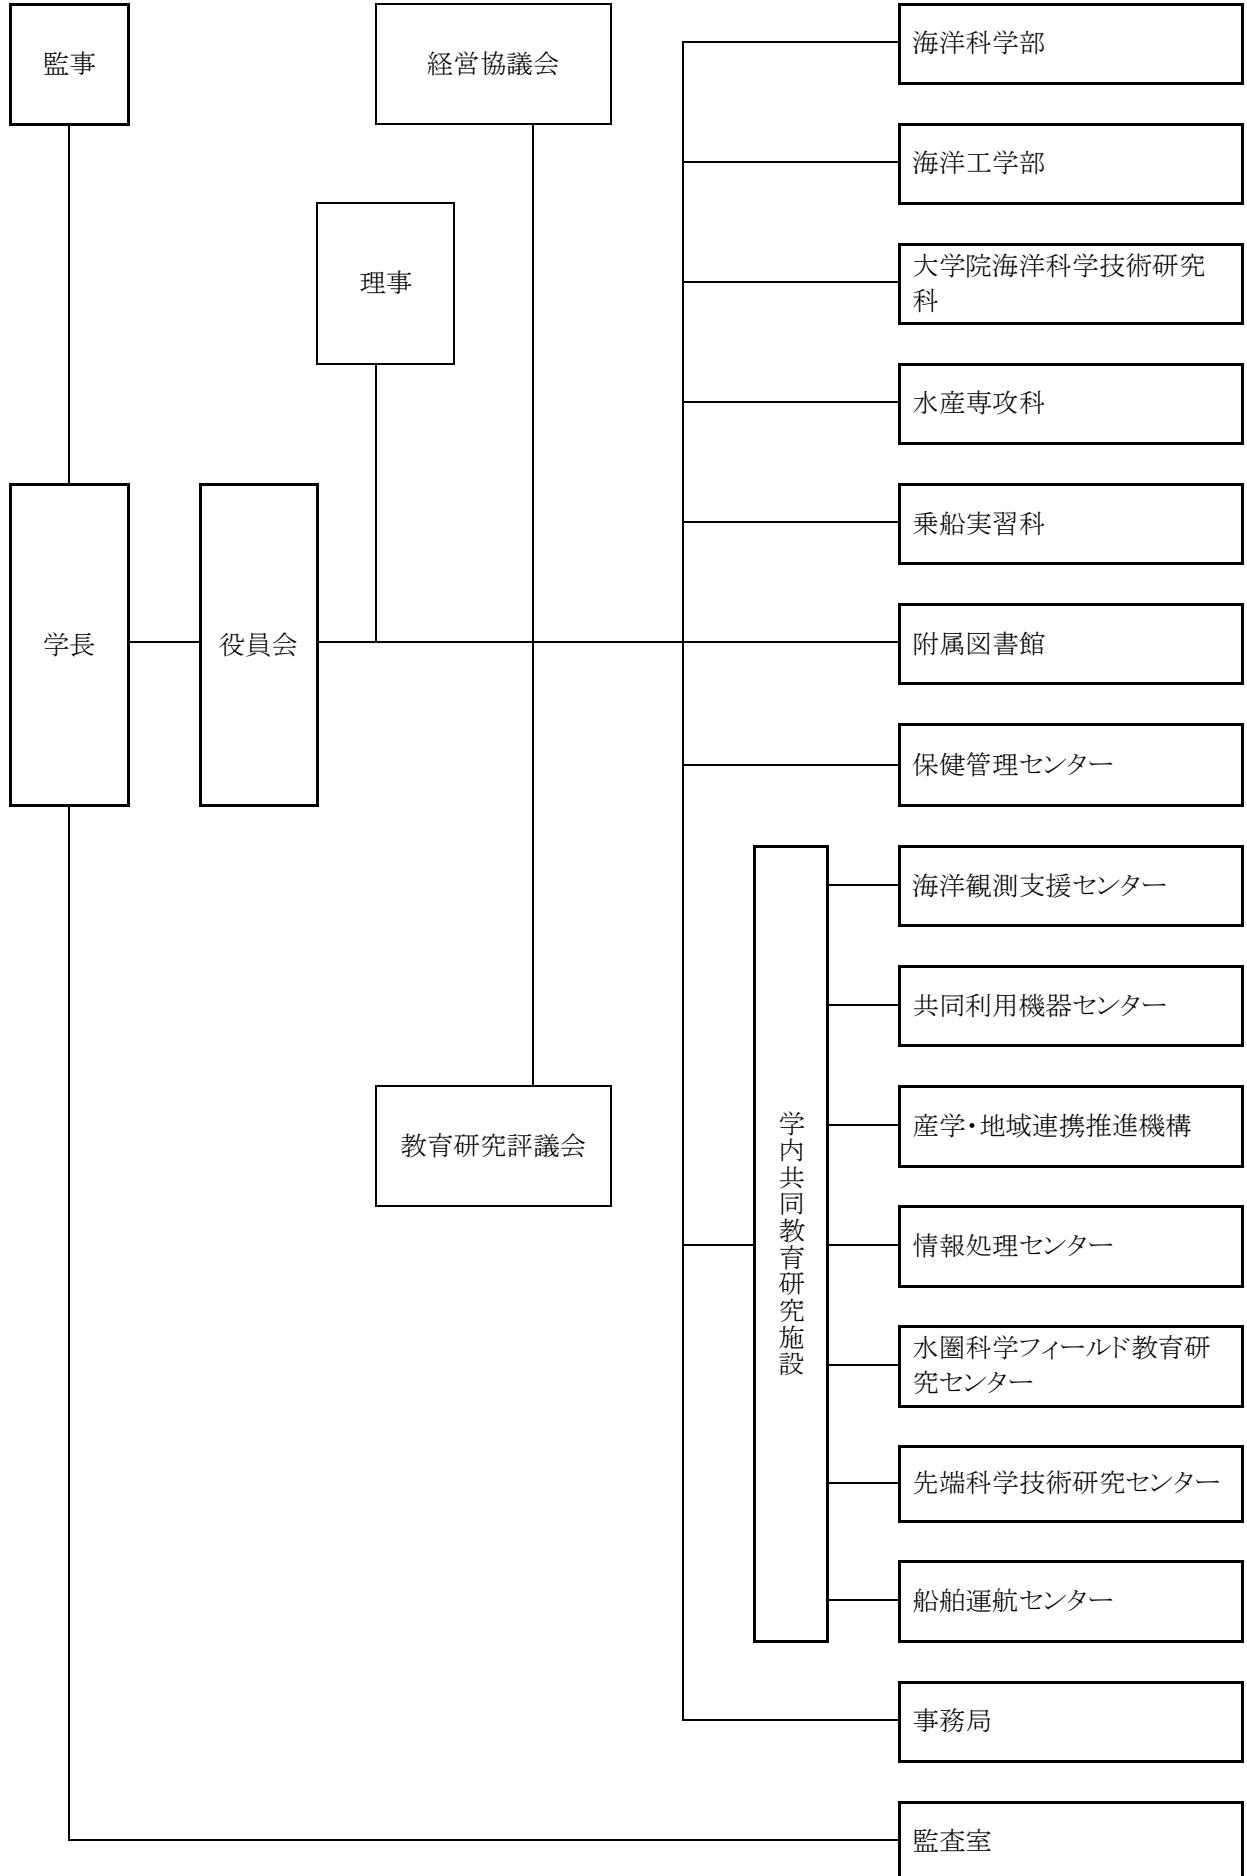 監事
経営協議会
理事
学長
役員会
教育研究評議会
海洋科学部
海洋工学部
大学院海洋科学技術研究
科
水産専攻科
乗船実習科
附属図書館
保健管理センター
学内共同教育研究施設
海洋観測支援センター
共同利用機器センター
産学・地域連携推進機構
情報処理センター
水圏科学フィールド教育研
究センター
先端科学技術研究センター
船舶運航センター
事務局
監査室